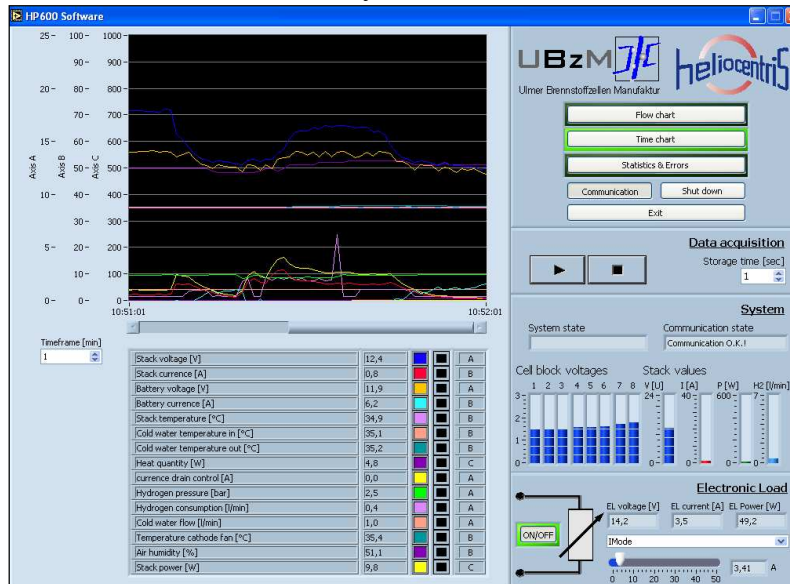 HP600 Software
25 - 100 - 1000 -
90 - 900 -
20 - 80 - 800 -
70 - 700 -
15 - 60 - 600 -
Axis A Axis B Axis C
50 - 500 -
10 - 40 - 400 -
30 - 300 -
5 - 20 - 200 -
10 - 100 -
0 - 0 - 0 -
10:51:01 10:52:01
Timeframe [min]
1
Stack voltage [V] 12,4 A
Stack currence [A] 0,8 B
Battery voltage [V] 11,9 A
Battery currence [A] 6,2 B
Stack temperature [°C] 34,9 B
Cold water temperature in [°C] 35,1 B
Cold water temperature out [°C] 35,2 B
Heat quantity [W] 4,8 C
currence drain control [A] 0,0 A
Hydrogen pressure [bar] 2,5 A
Hydrogen consumption [l/min] 0,4 A
Cold water flow [l/min] 1,0 A
Temperature cathode fan [°C] 35,4 B
Air humidity [%] 51,1 B
Stack power [W] 9,8 C
UBzM
Ulmer Brennstoffzellen Manufaktur
heliocentris
Flow chart
Time chart
Statistics & Errors
Communication Shut down
Exit
Data acquisition
Storage time [sec]
1
System
System state Communication state
Communication O.K.!
Cell block voltages Stack values
1 2 3 4 5 6 7 8 V [U] I [A] P [W] H2 [l/min]
3 - 24 - 40 - 600 - 7 -
2 -
1 -
0 - 0 - 0 - 0 - 0 -
Electronic Load
EL voltage [V] EL current [A] EL Power [W]
14,2 3,5 49,2
ON/OFF
IMode
0 10 20 30 40 50
3,41 A